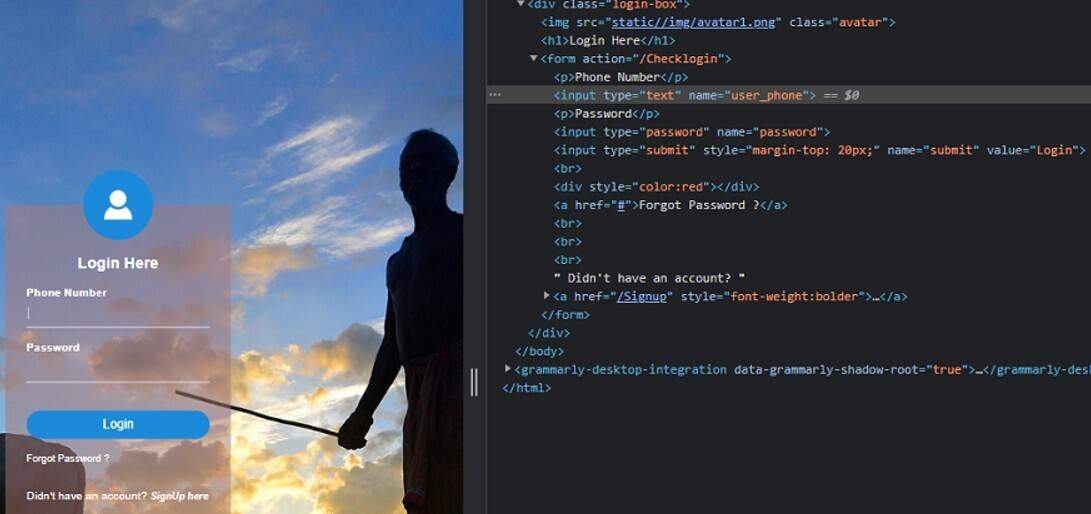 Login Here
Phone Number
Password
Login
Forgot Password ?
Didn't have an account? SignUp here
<div class="login-box">
<img src="static//img/avatar1.png" class="avatar">
<h1>Login Here</h1>
<form action="/Checklogin">
<p>Phone Number</p>
<input type="text" name="user_phone"> == $0
<p>Password</p>
<input type="password" name="password">
<input type="submit" style="margin-top: 20px;" name="submit" value="Login">
<br>
<div style="color:red"></div>
<a href="#">Forgot Password ?</a>
<br>
<br>
<br>
" Didn't have an account? "
<a href="/Signup" style="font-weight:bolder">…</a>
</form>
</div>
</body>
<grammarly-desktop-integration data-grammarly-shadow-root="true">…</grammarly-des
</html>